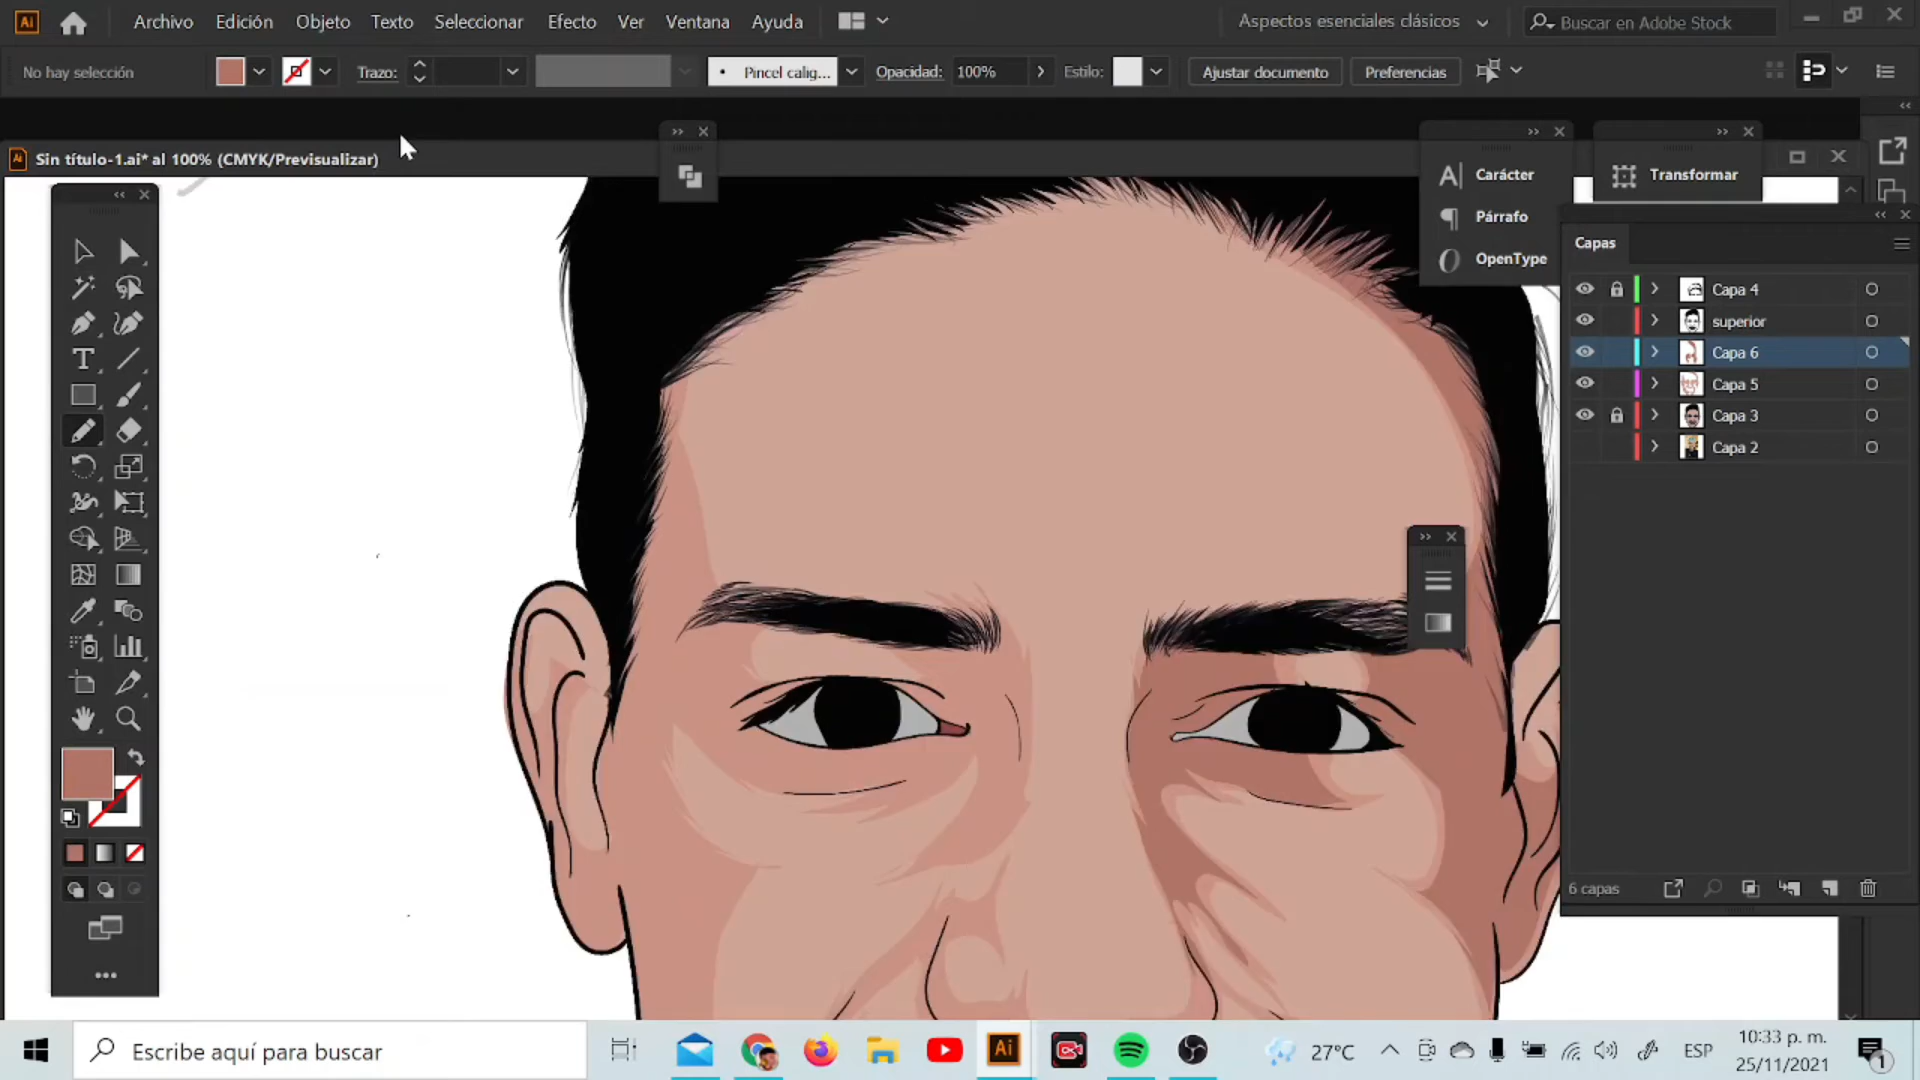 Ai Archivo Edición Objeto Texto Seleccionar Efecto Ver Ventana Ayuda Aspectos esenciales clásicos Buscar en Adobe Stock
No hay selección Trazo: Pincel calig... Opacidad: 100% Estilo: Ajustar documento Preferencias
Sin título-1.ai* al 100% (CMYK/Previsualizar)
Carácter
Párrafo
OpenType
Transformar
Capas
Capa 4
superior
Capa 6
Capa 5
Capa 3
Capa 2
6 capas
Escribe aquí para buscar
Ai
27°C
ESP
10:33 p. m.
25/11/2021
1